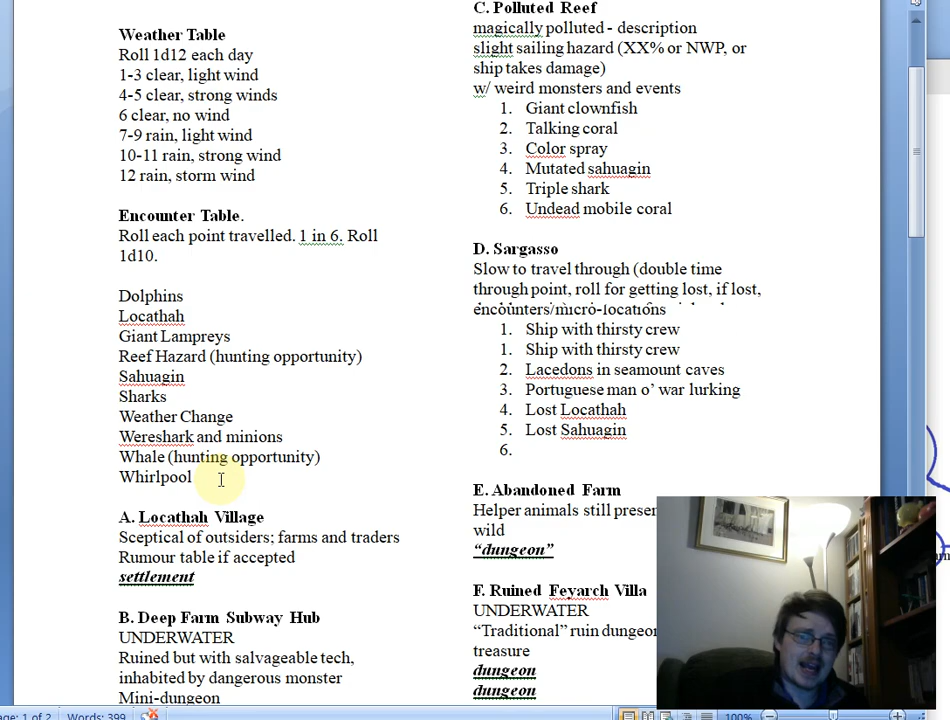 Weather Table
Roll 1d12 each day
1-3 clear, light wind
4-5 clear, strong winds
6 clear, no wind
7-9 rain, light wind
10-11 rain, strong wind
12 rain, storm wind
Encounter Table.
Roll each point travelled. 1 in 6. Roll
1d10.
Dolphins
Locathah
Giant Lampreys
Reef Hazard (hunting opportunity)
Sahuagin
Sharks
Weather Change
Wereshark and minions
Whale (hunting opportunity)
Whirlpool
A. Locathah Village
Sceptical of outsiders; farms and traders
Rumour table if accepted
settlement
B. Deep Farm Subway Hub
UNDERWATER
Ruined but with salvageable tech,
inhabited by dangerous monster
Mini-dungeon
C. Polluted Reef
magically polluted - description
slight sailing hazard (XX% or NWP, or
ship takes damage)
w/ weird monsters and events
1. Giant clownfish
2. Talking coral
3. Color spray
4. Mutated sahuagin
5. Triple shark
6. Undead mobile coral
D. Sargasso
Slow to travel through (double time
through point, roll for getting lost, if lost,
encounters/micro-locations
1. Ship with thirsty crew
1. Ship with thirsty crew
2. Lacedons in seamount caves
3. Portuguese man o' war lurking
4. Lost Locathah
5. Lost Sahuagin
6.
E. Abandoned Farm
Helper animals still presen
wild
"dungeon"
F. Ruined Feyarch Villa
UNDERWATER
"Traditional" ruin dungeon
treasure
dungeon
dungeon
age: 1 of 2 Words: 399 100%